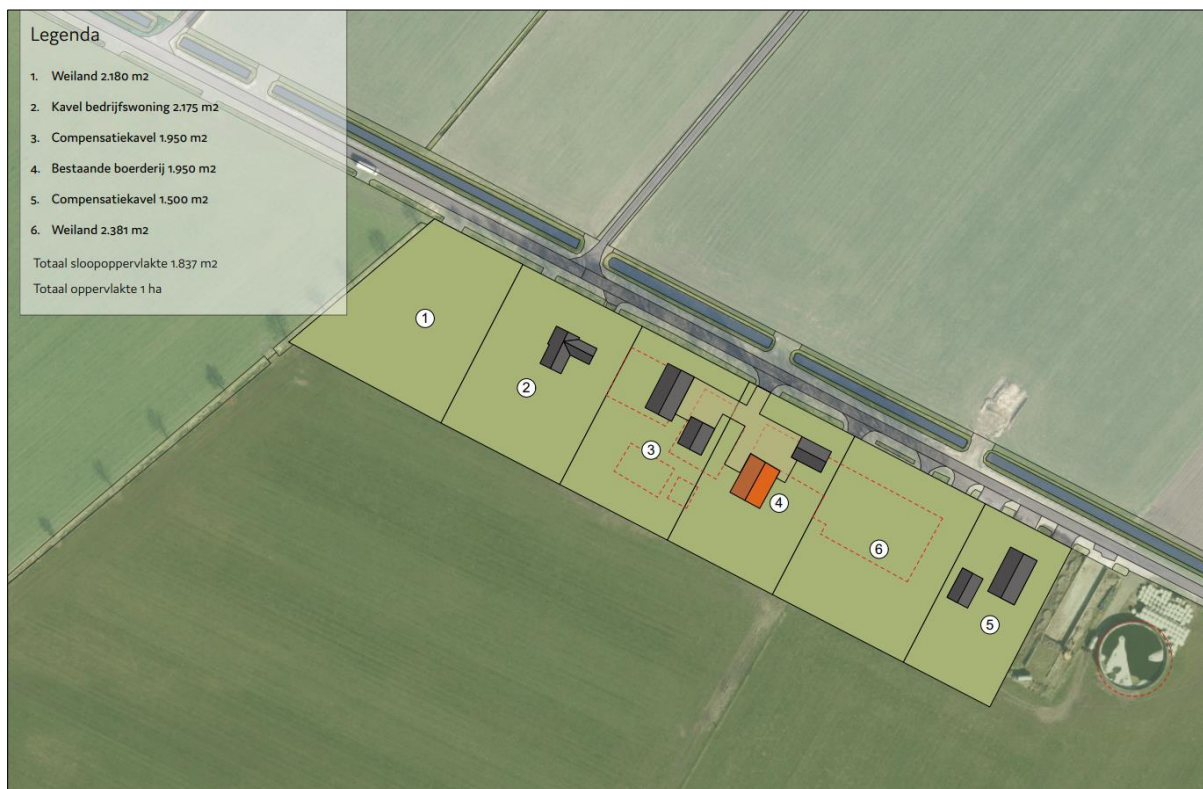 Legenda
1. Weiland 2.180 m2
2. Kavel bedrijfswoning 2.175 m2
3. Compensatiekavel 1.950 m2
4. Bestaande boerderij 1.950 m2
5. Compensatiekavel 1.500 m2
6. Weiland 2.381 m2
Totaal sloopoppervlakte 1.837 m2
Totaal oppervlakte 1 ha
1
2
3
4
6
5